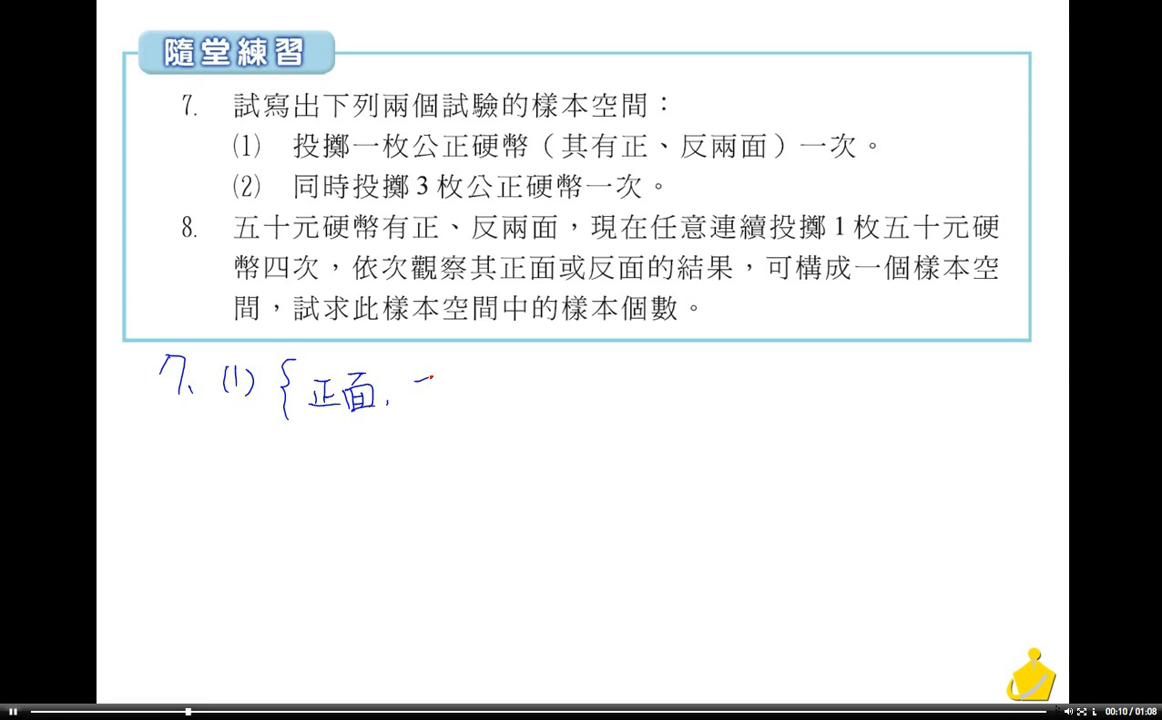 隨堂練習
7. 試寫出下列兩個試驗的樣本空間：
(1) 投擲一枚公正硬幣（其有正、反兩面）一次。
(2) 同時投擲3枚公正硬幣一次。
8. 五十元硬幣有正、反兩面，現在任意連續投擲1枚五十元硬
幣四次，依次觀察其正面或反面的結果，可構成一個樣本空
間，試求此樣本空間中的樣本個數。
7、(1) { 正面，
00:10 / 01:08